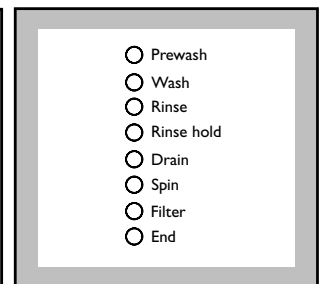 Prewash
Wash
Rinse
Rinse hold
Drain
Spin
Filter
End